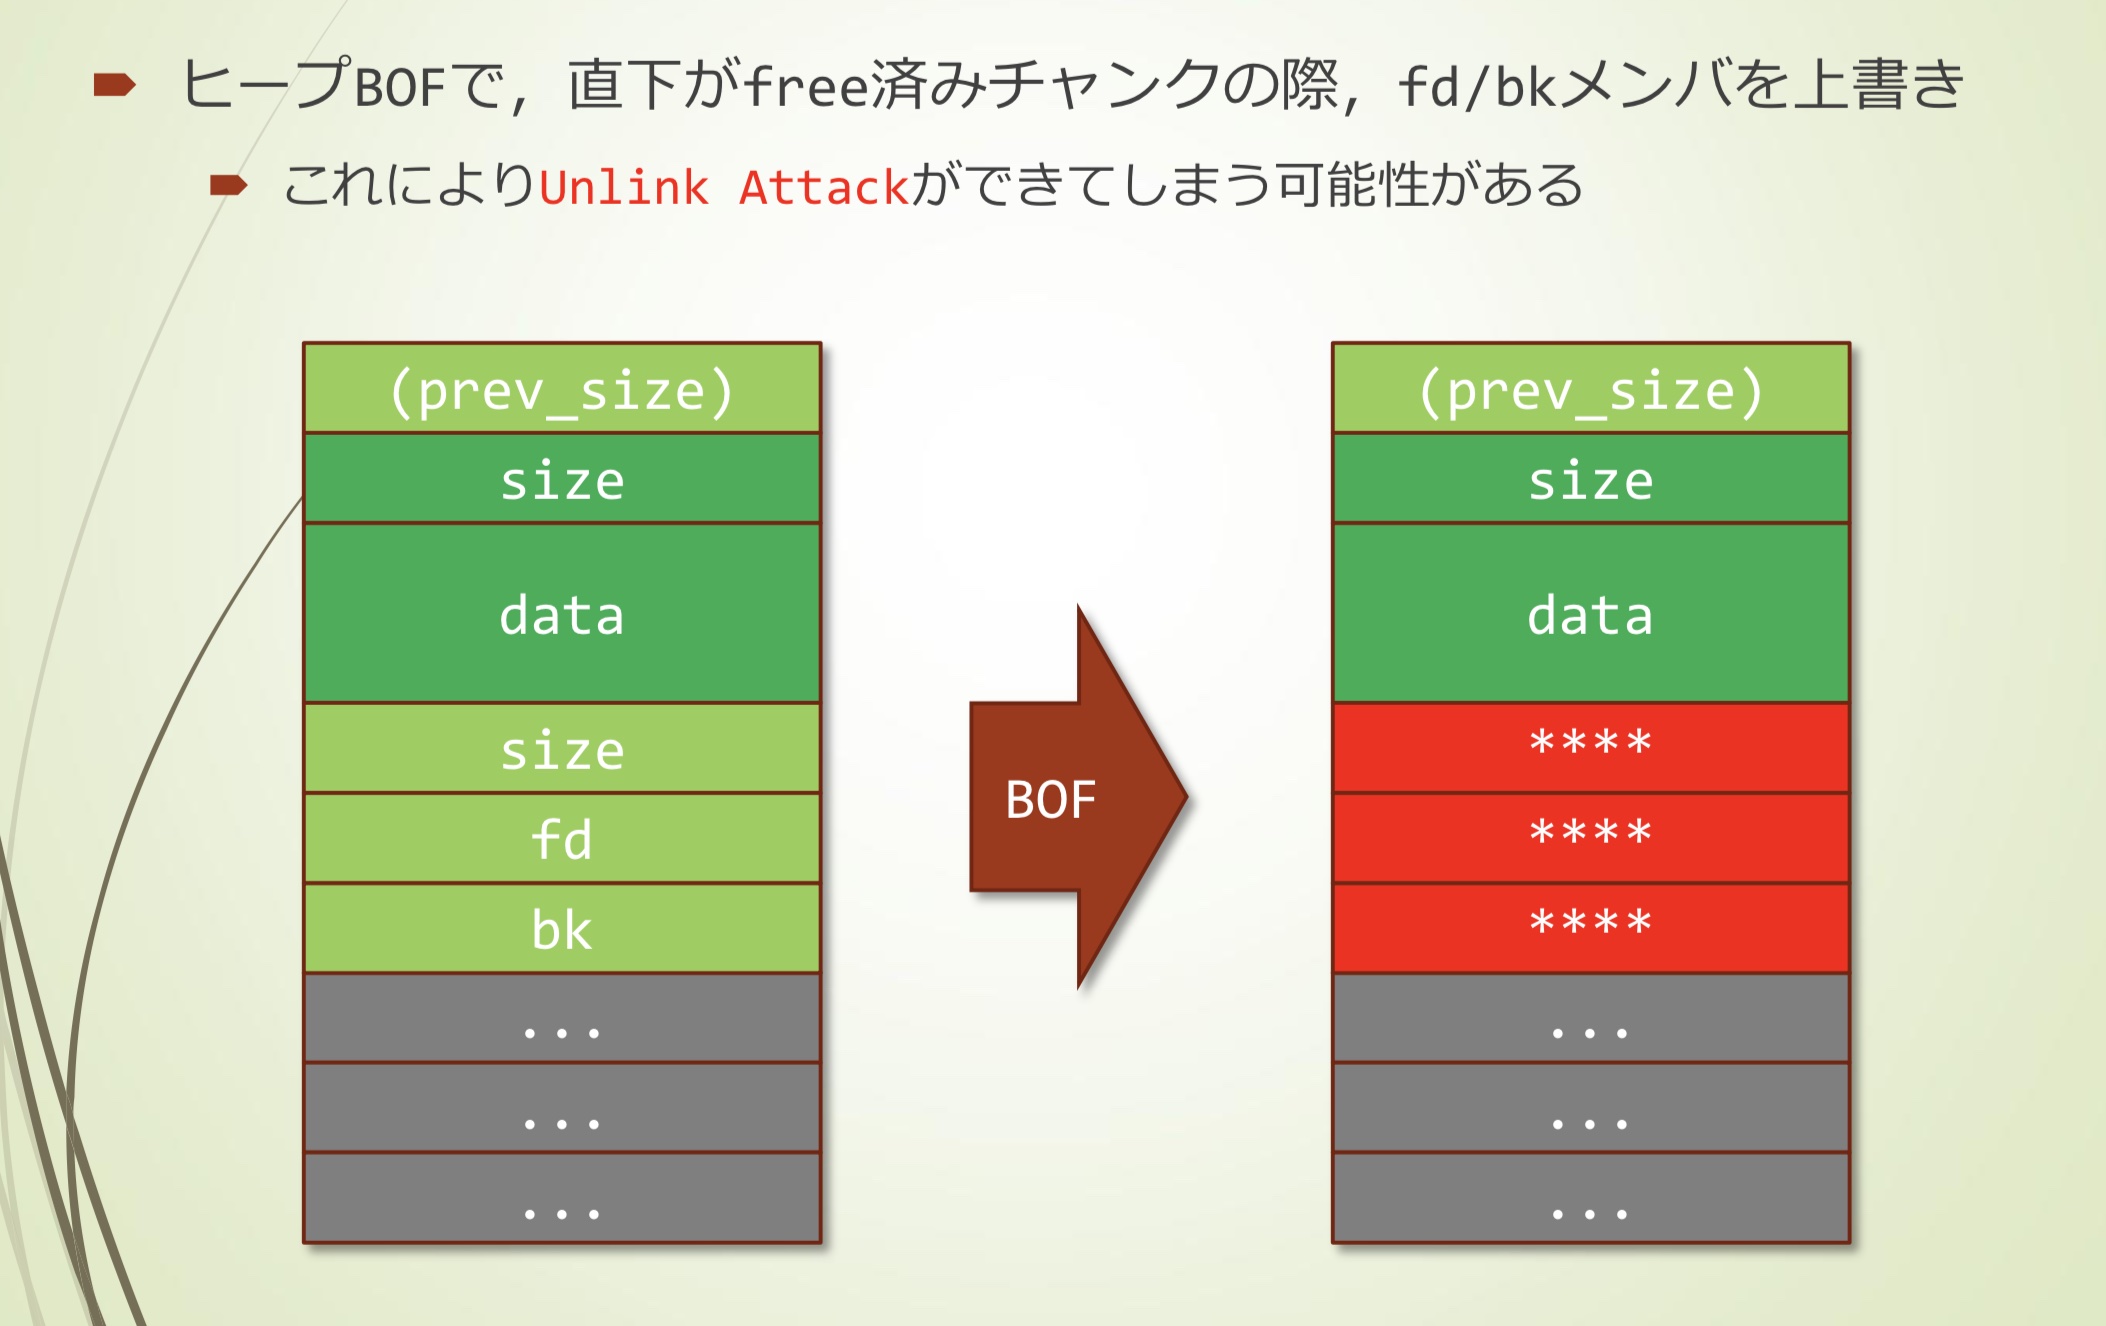 ヒープBOFで，直下がfree済みチャンクの際，fd/bkメンバを上書き
これによりUnlink Attackができてしまう可能性がある
(prev_size)
size
data
size
fd
bk
...
...
...
BOF
(prev_size)
size
data
****
****
****
...
...
...